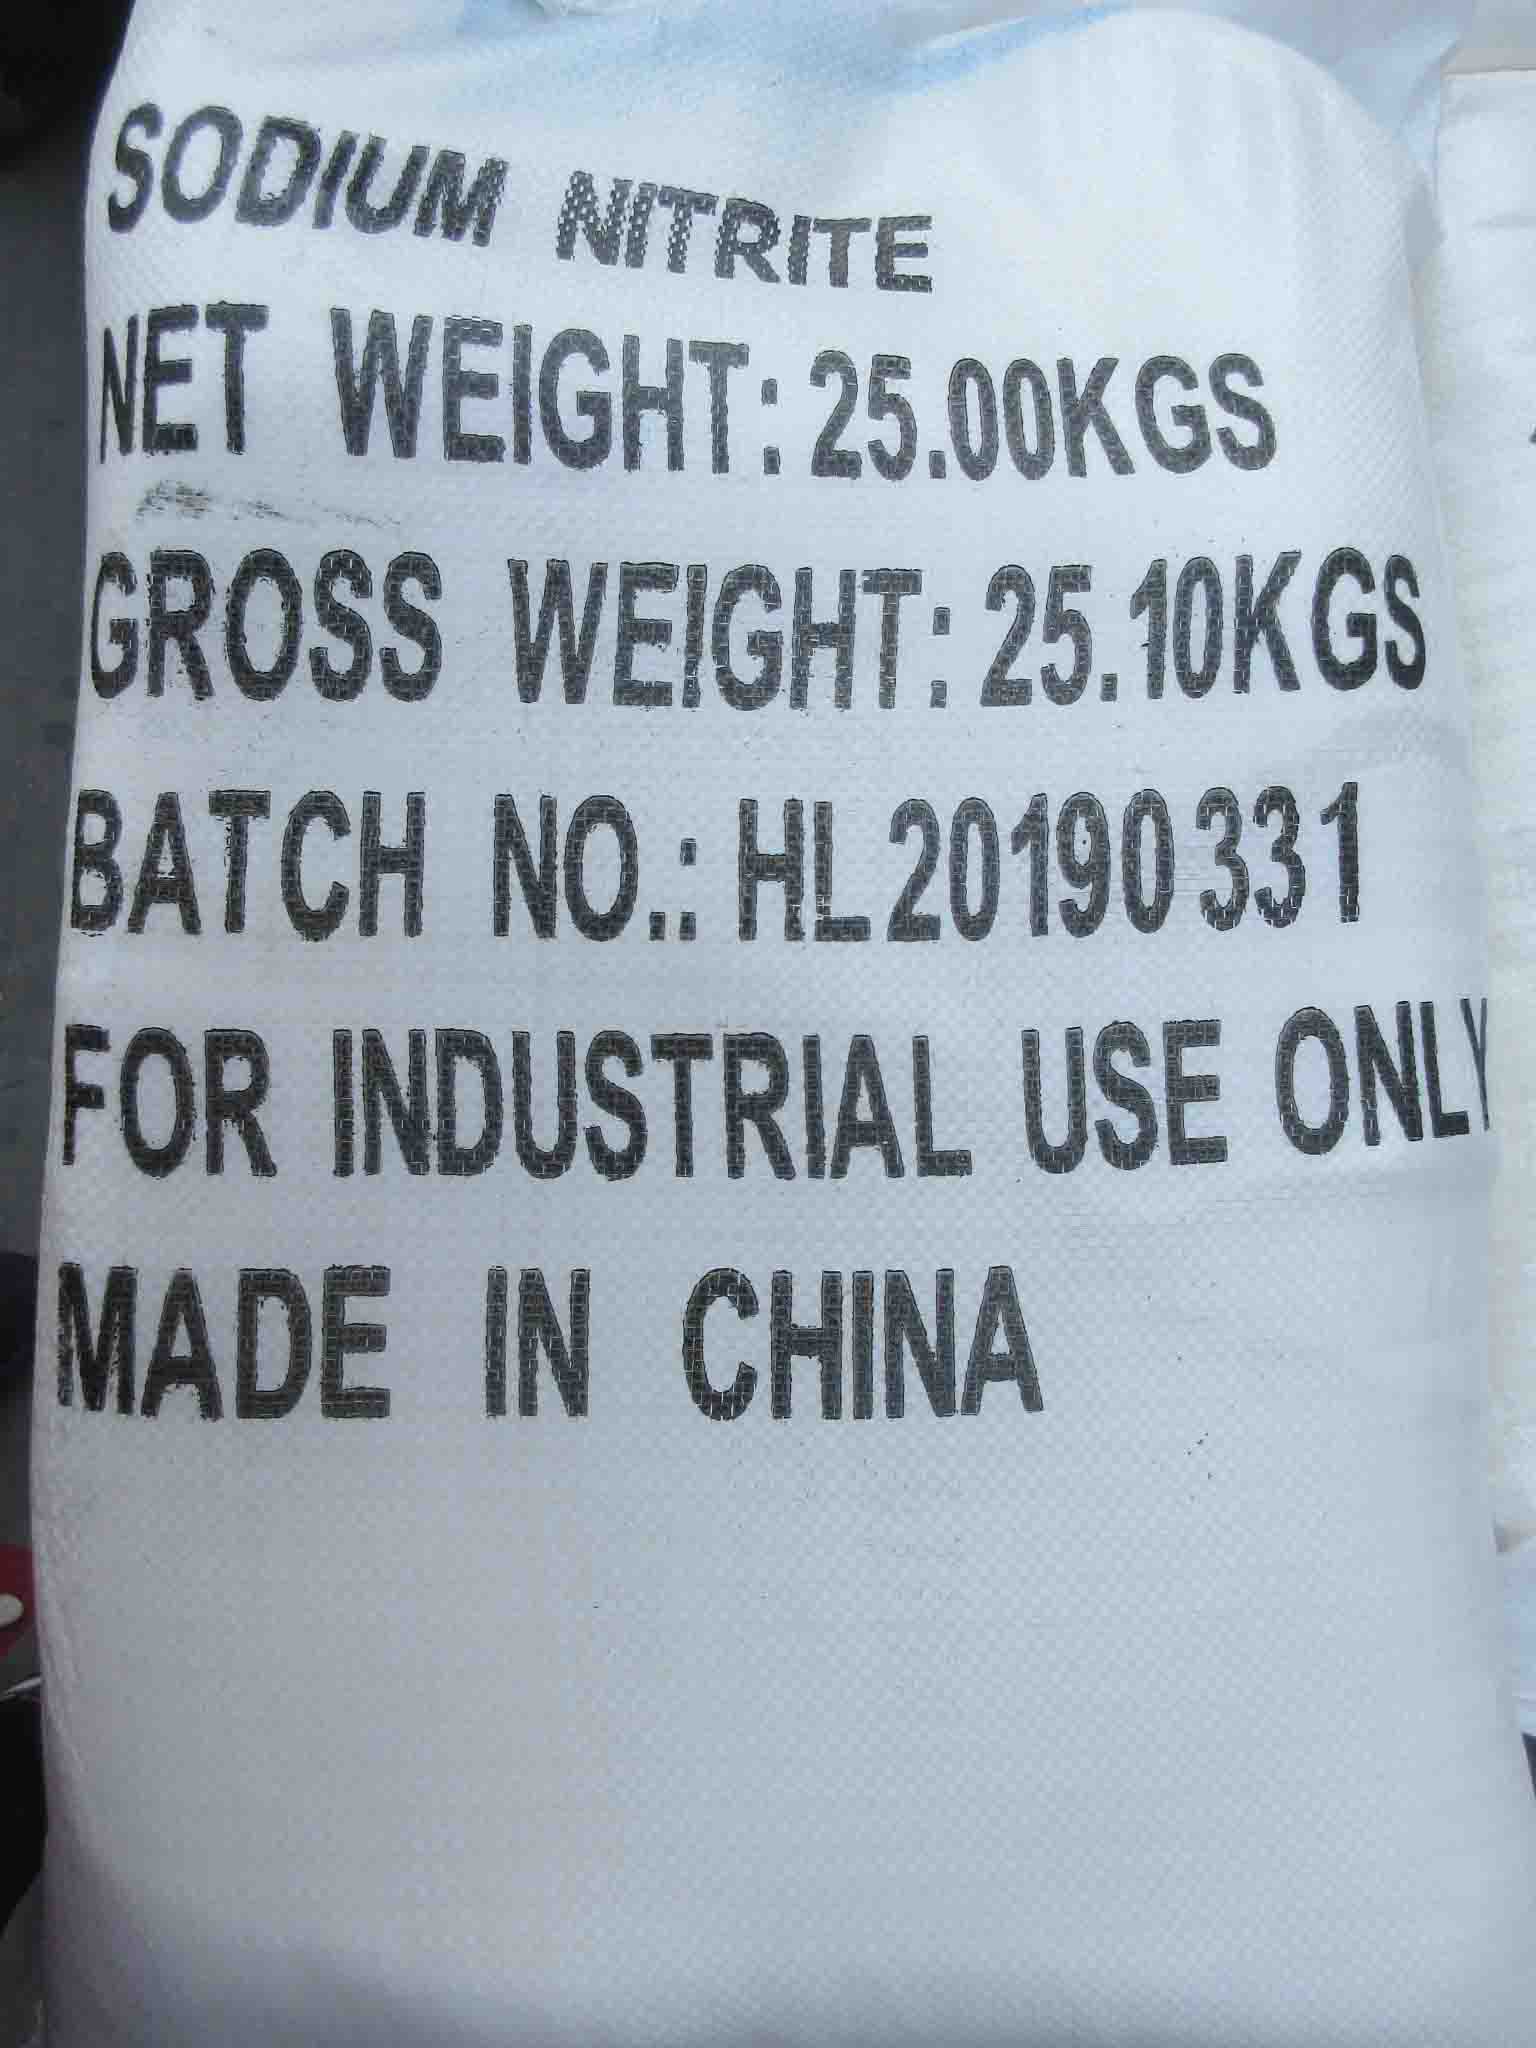 SODIUM NITRITE
NET WEIGHT: 25.00KGS
GROSS WEIGHT: 25.10KGS
BATCH NO.: HL20190331
FOR INDUSTRIAL USE ONLY
MADE IN CHINA